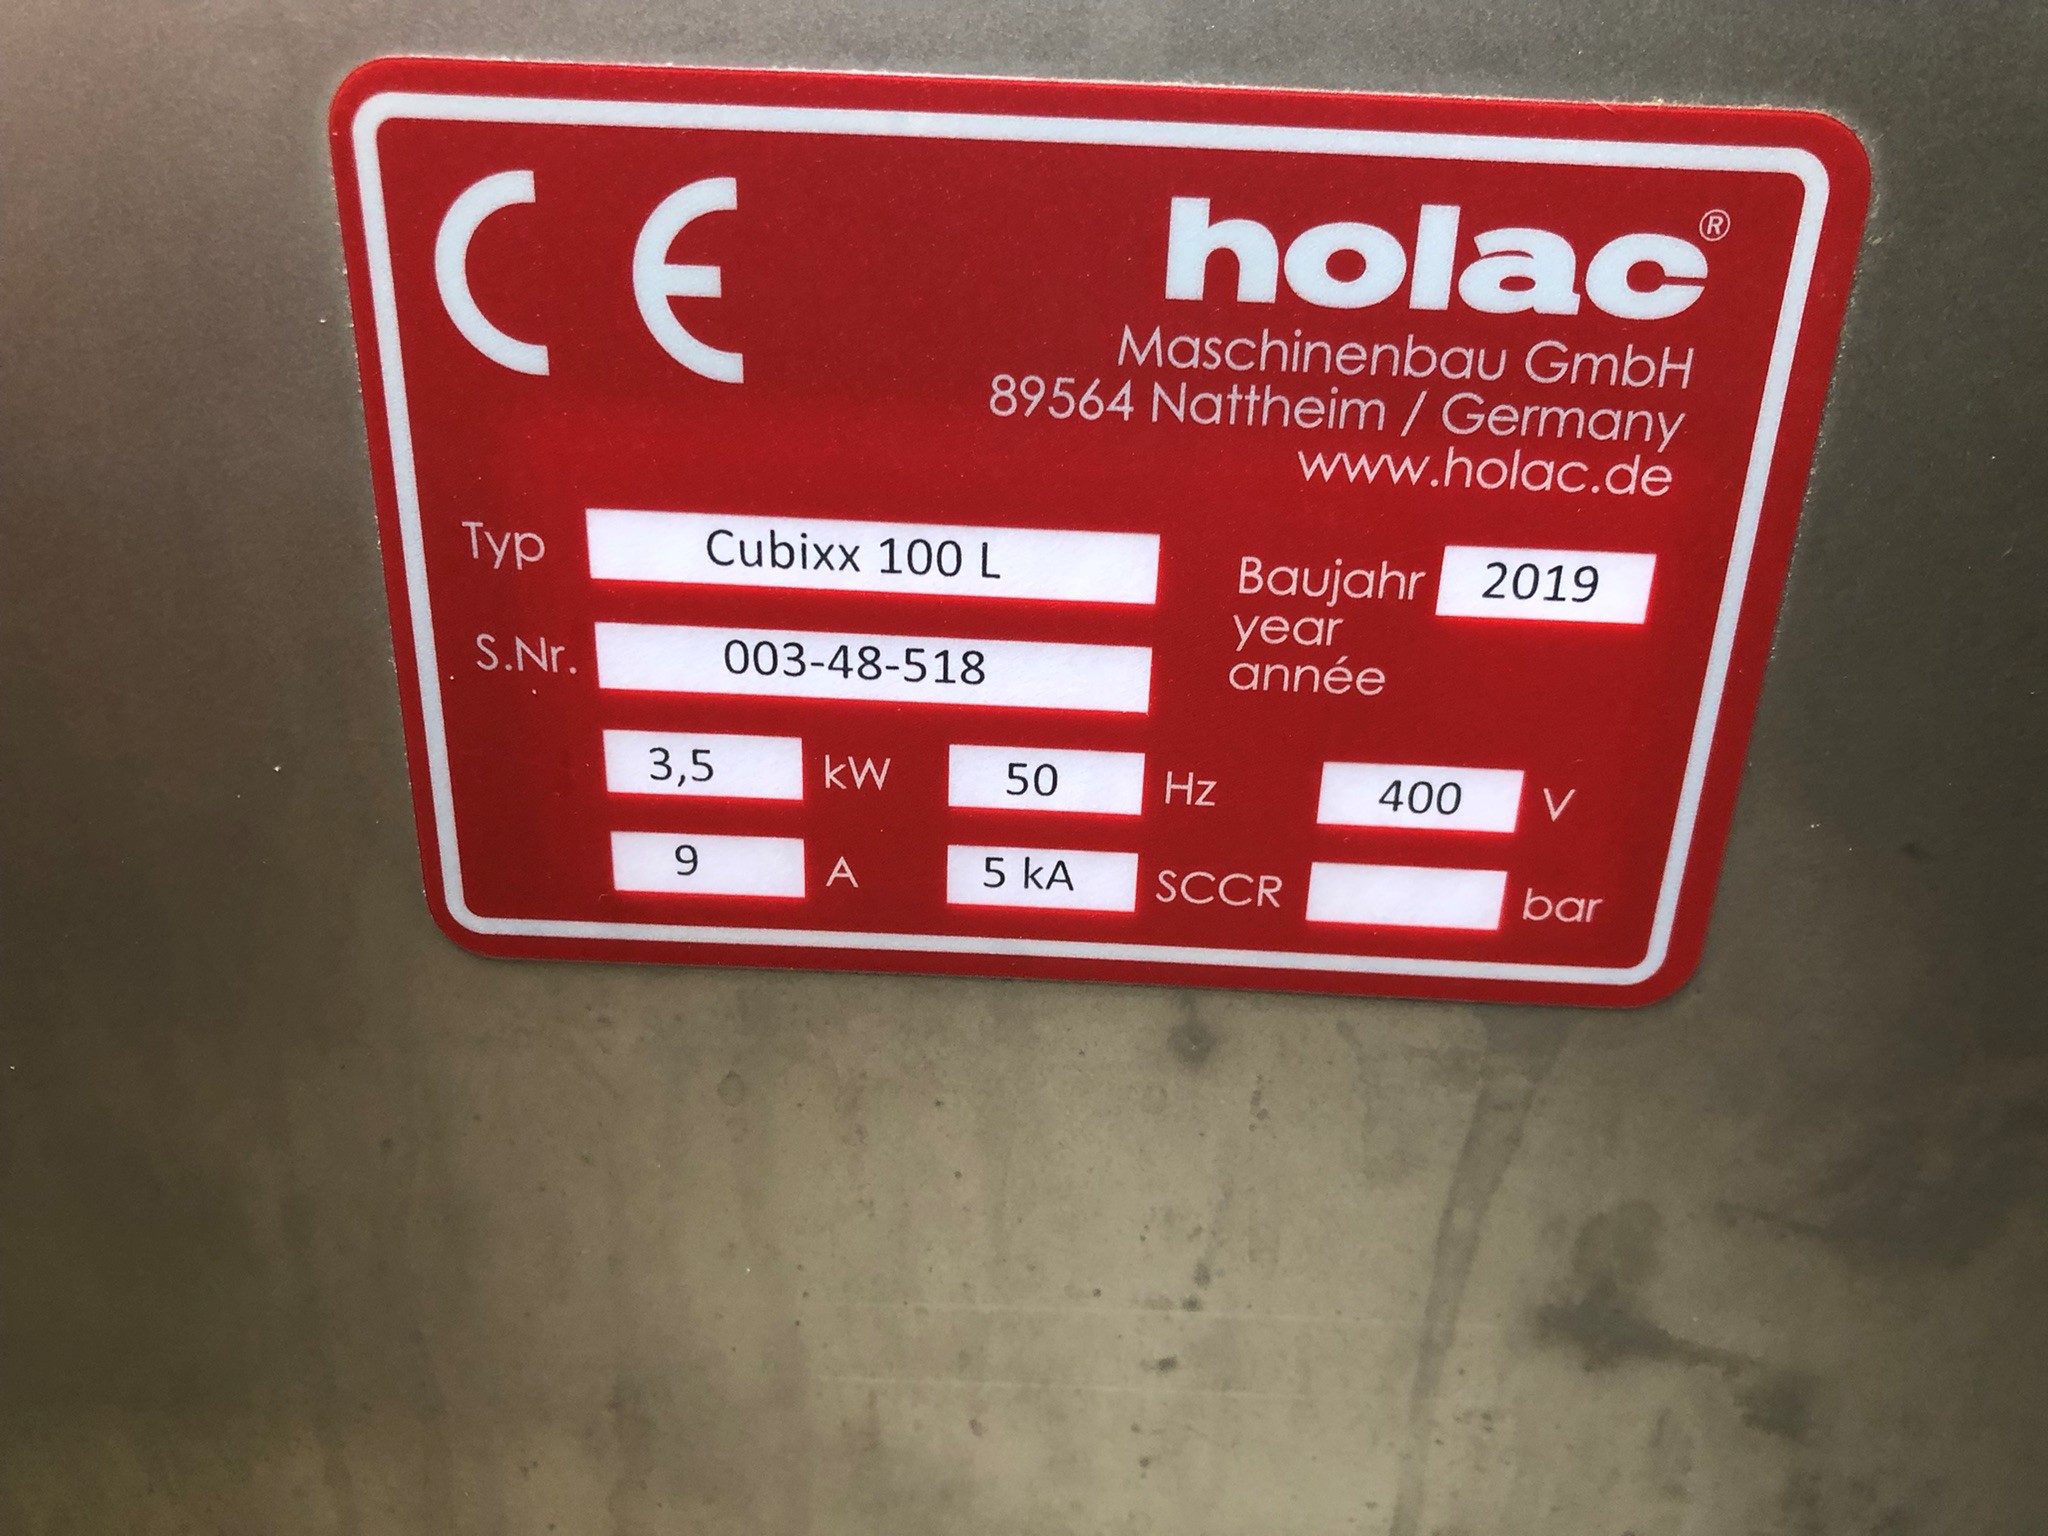 CE
holac®
Maschinenbau GmbH
89564 Nattheim / Germany
www.holac.de
Typ Cubixx 100 L Baujahr 2019
year
année
S.Nr. 003-48-518
3,5 kW 50 Hz 400 V
9 A 5 kA SCCR bar